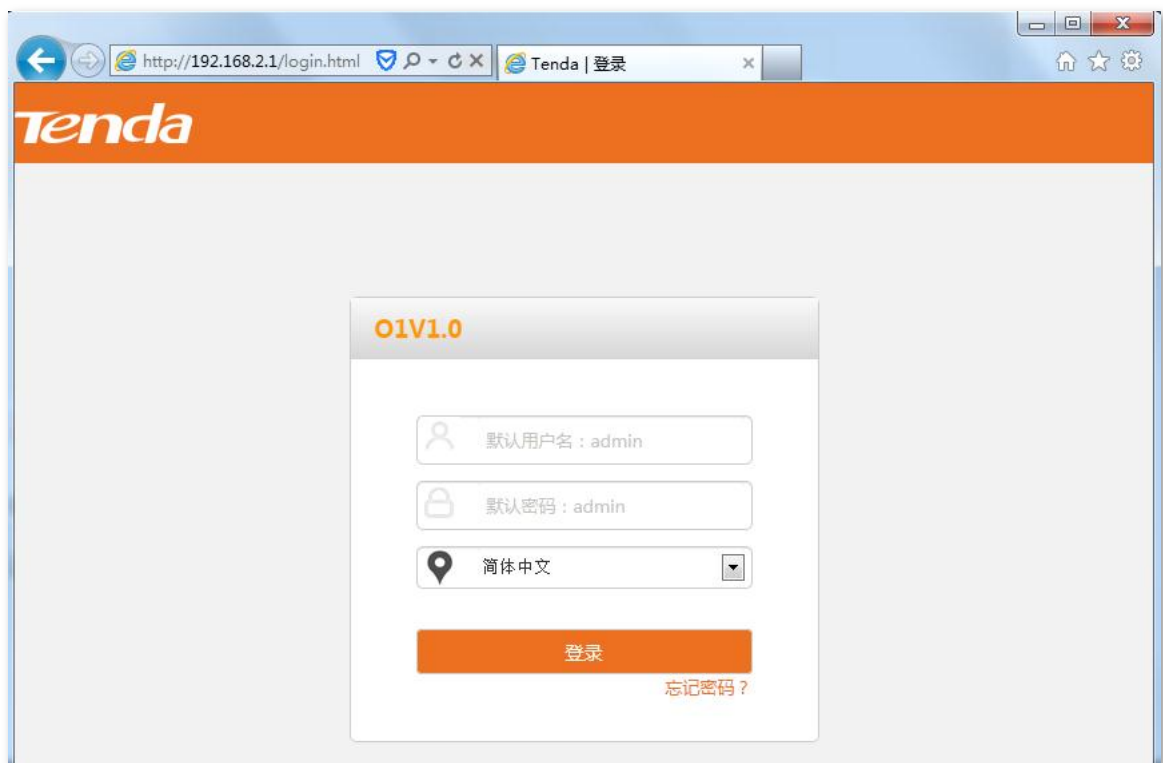 http://192.168.2.1/login.html
Tenda | 登录
Tenda
O1V1.0
默认用户名：admin
默认密码：admin
简体中文
登录
忘记密码？